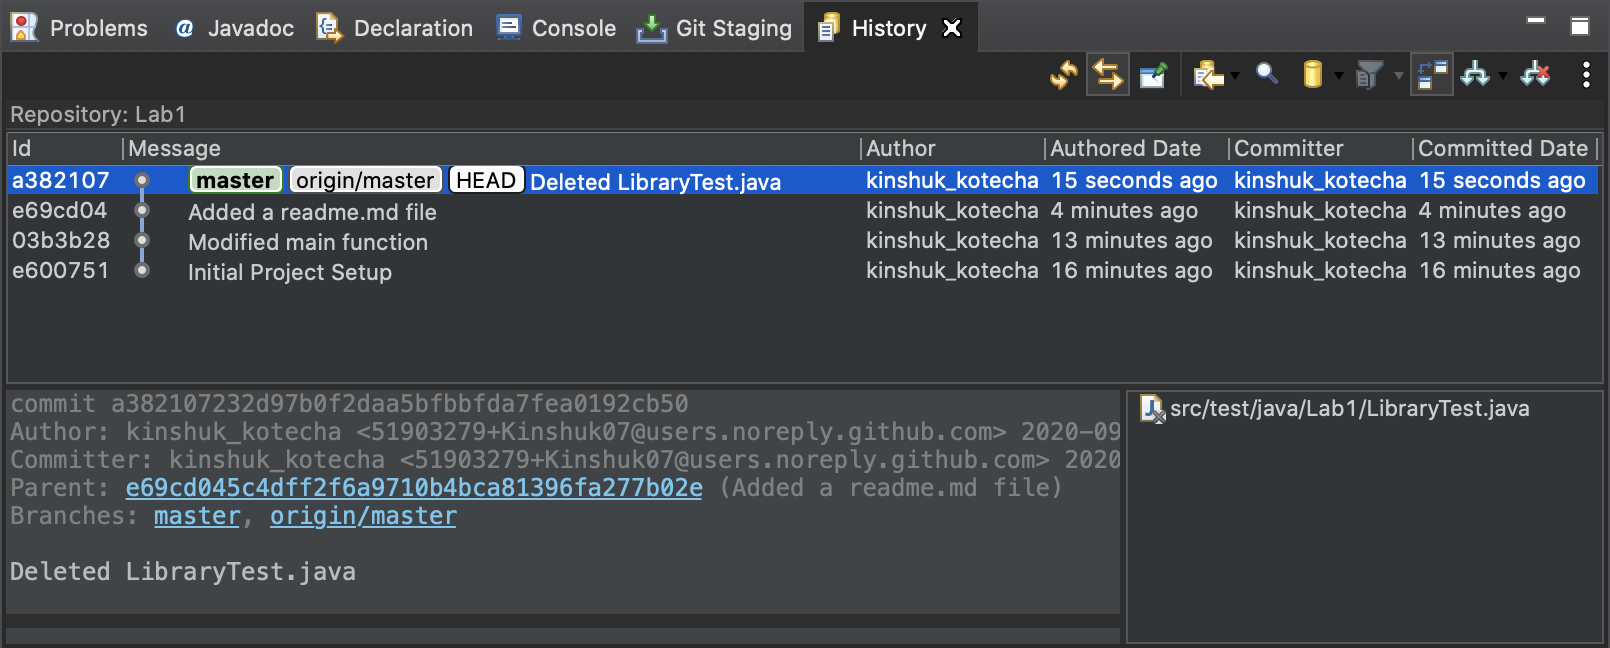 Problems Javadoc Declaration Console Git Staging History
Repository: Lab1
Id Message Author Authored Date Committer Committed Date
a382107 master origin/master HEAD Deleted LibraryTest.java kinshuk_kotecha 15 seconds ago kinshuk_kotecha 15 seconds ago
e69cd04 Added a readme.md file kinshuk_kotecha 4 minutes ago kinshuk_kotecha 4 minutes ago
03b3b28 Modified main function kinshuk_kotecha 13 minutes ago kinshuk_kotecha 13 minutes ago
e600751 Initial Project Setup kinshuk_kotecha 16 minutes ago kinshuk_kotecha 16 minutes ago
commit a382107232d97b0f2daa5bfbbfda7fea0192cb50
Author: kinshuk_kotecha <51903279+Kinshuk07@users.noreply.github.com> 2020-09
Committer: kinshuk_kotecha <51903279+Kinshuk07@users.noreply.github.com> 2020
Parent: e69cd045c4dff2f6a9710b4bca81396fa277b02e (Added a readme.md file)
Branches: master, origin/master
Deleted LibraryTest.java
src/test/java/Lab1/LibraryTest.java